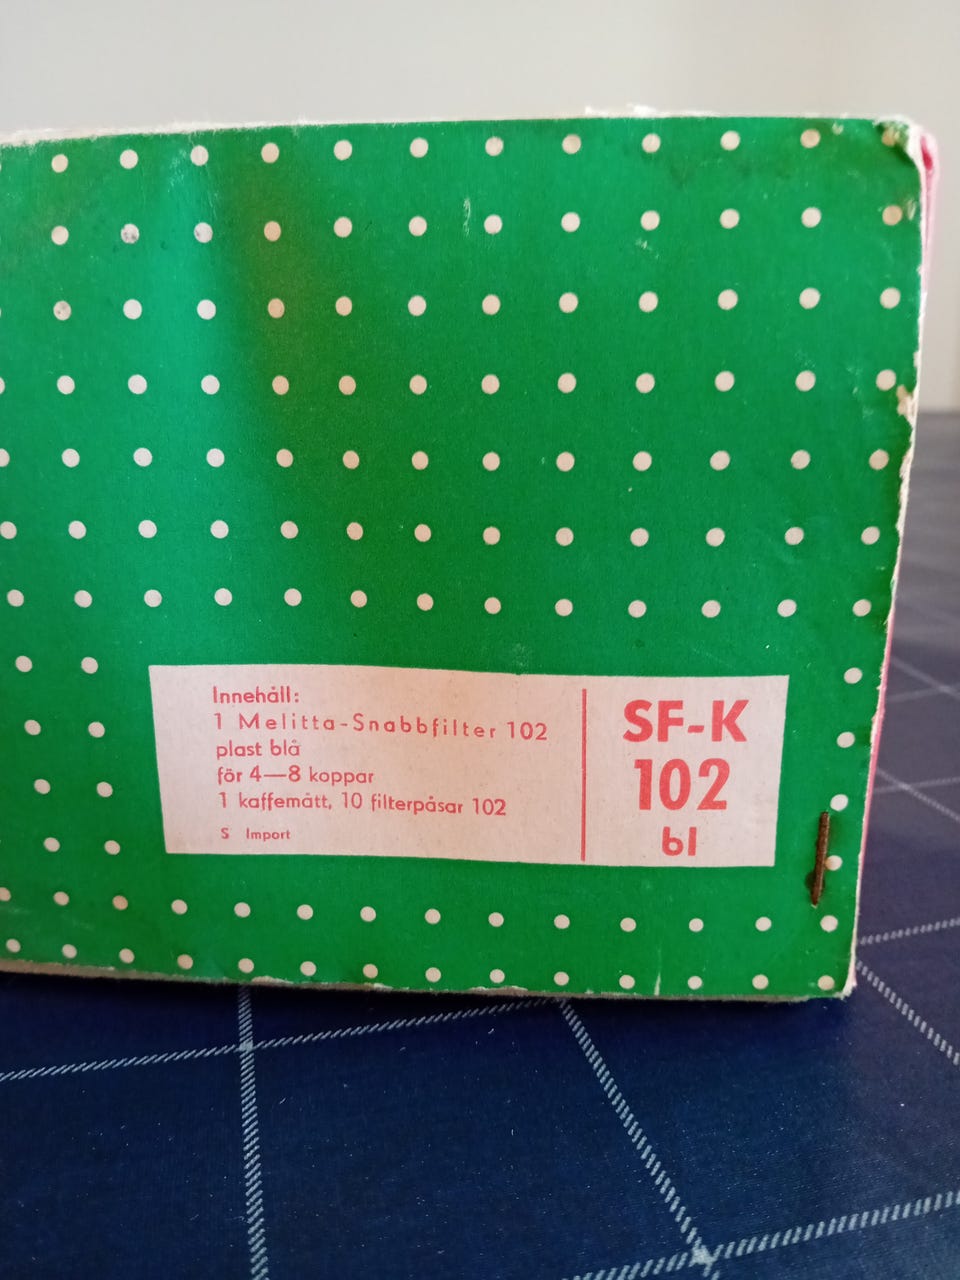 Innehåll:
1 Melitta-Snabbfilter 102
plast blå
för 4—8 koppar
1 kaffemått, 10 filterpåsar 102
S Import
SF-K
102
bl